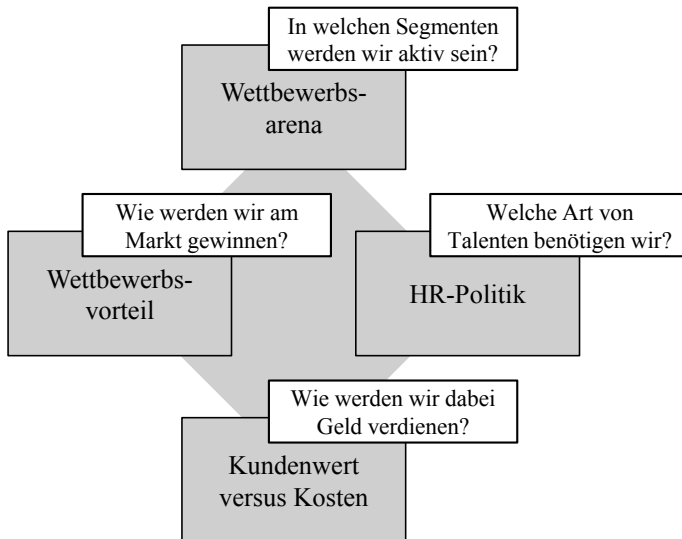 In welchen Segmenten
werden wir aktiv sein?
Wettbewerbs-
arena
Wie werden wir am
Markt gewinnen?
Wettbewerbs-
vorteil
Welche Art von
Talenten benötigen wir?
HR-Politik
Wie werden wir dabei
Geld verdienen?
Kundenwert
versus Kosten